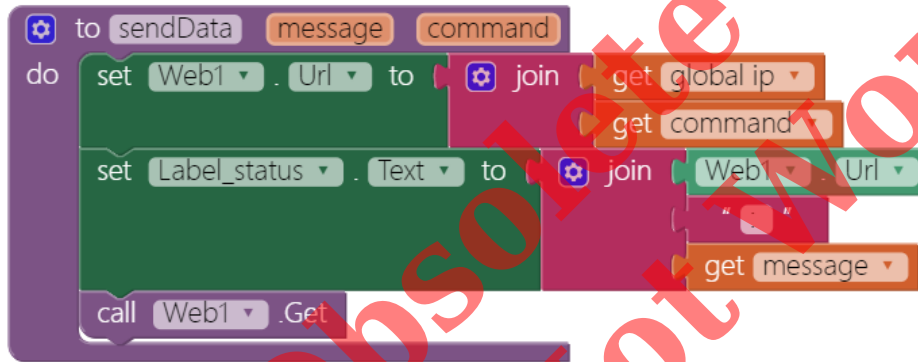 to sendData message command
do set Web1 . Url to join get global ip
get command
set Label_status . Text to join Web1 . Url
" : "
get message
call Web1 .Get
obsolete
not Wor